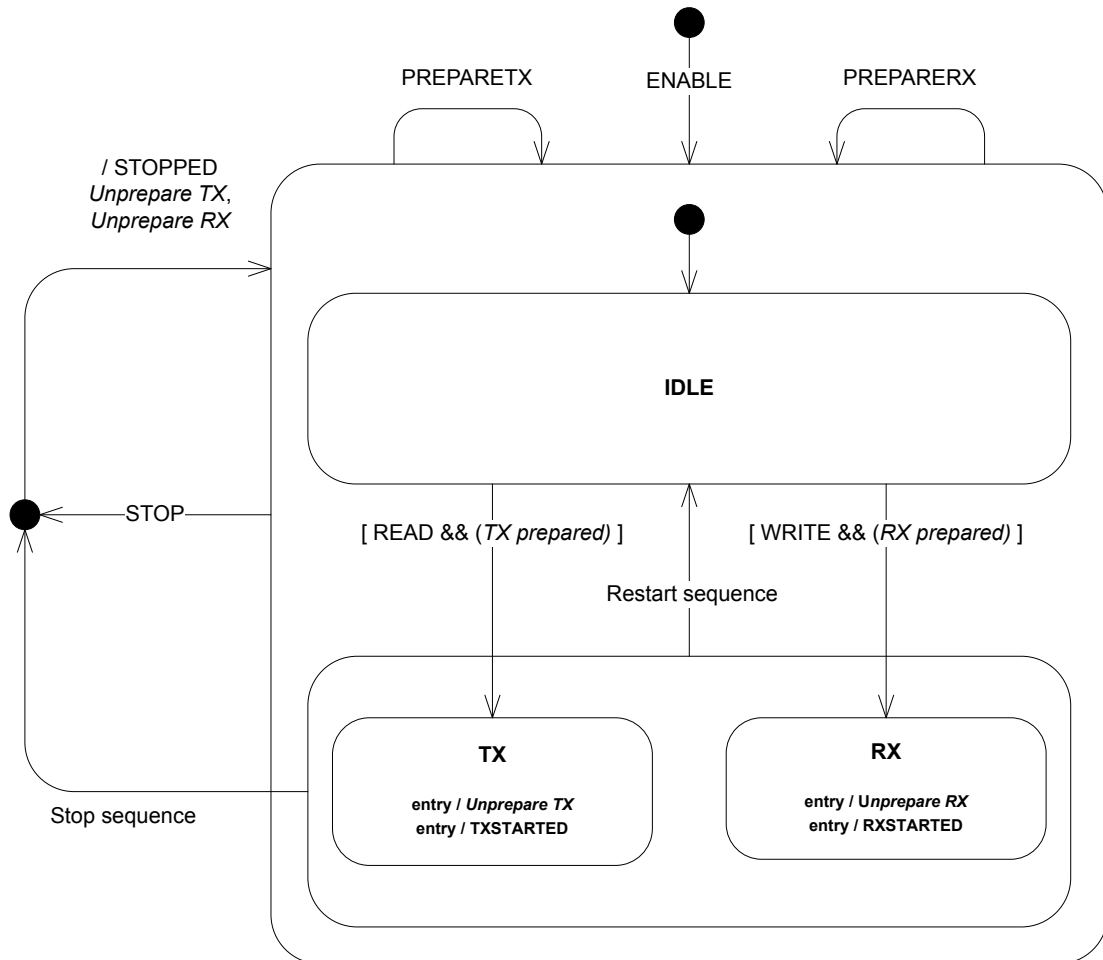 PREPARETX
ENABLE
PREPARERX
/ STOPPED
Unprepare TX,
Unprepare RX
IDLE
STOP
[ READ && (TX prepared) ]
[ WRITE && (RX prepared) ]
Restart sequence
TX
entry / Unprepare TX
entry / TXSTARTED
RX
entry / Unprepare RX
entry / RXSTARTED
Stop sequence